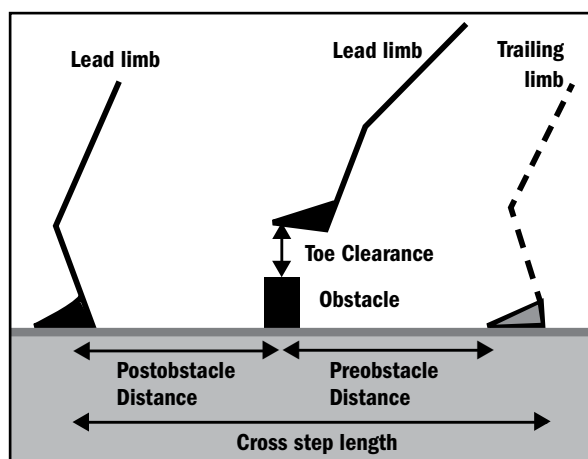 Lead limb
Lead limb
Trailing
limb
Toe Clearance
Obstacle
Postobstacle
Distance
Preobstacle
Distance
Cross step length